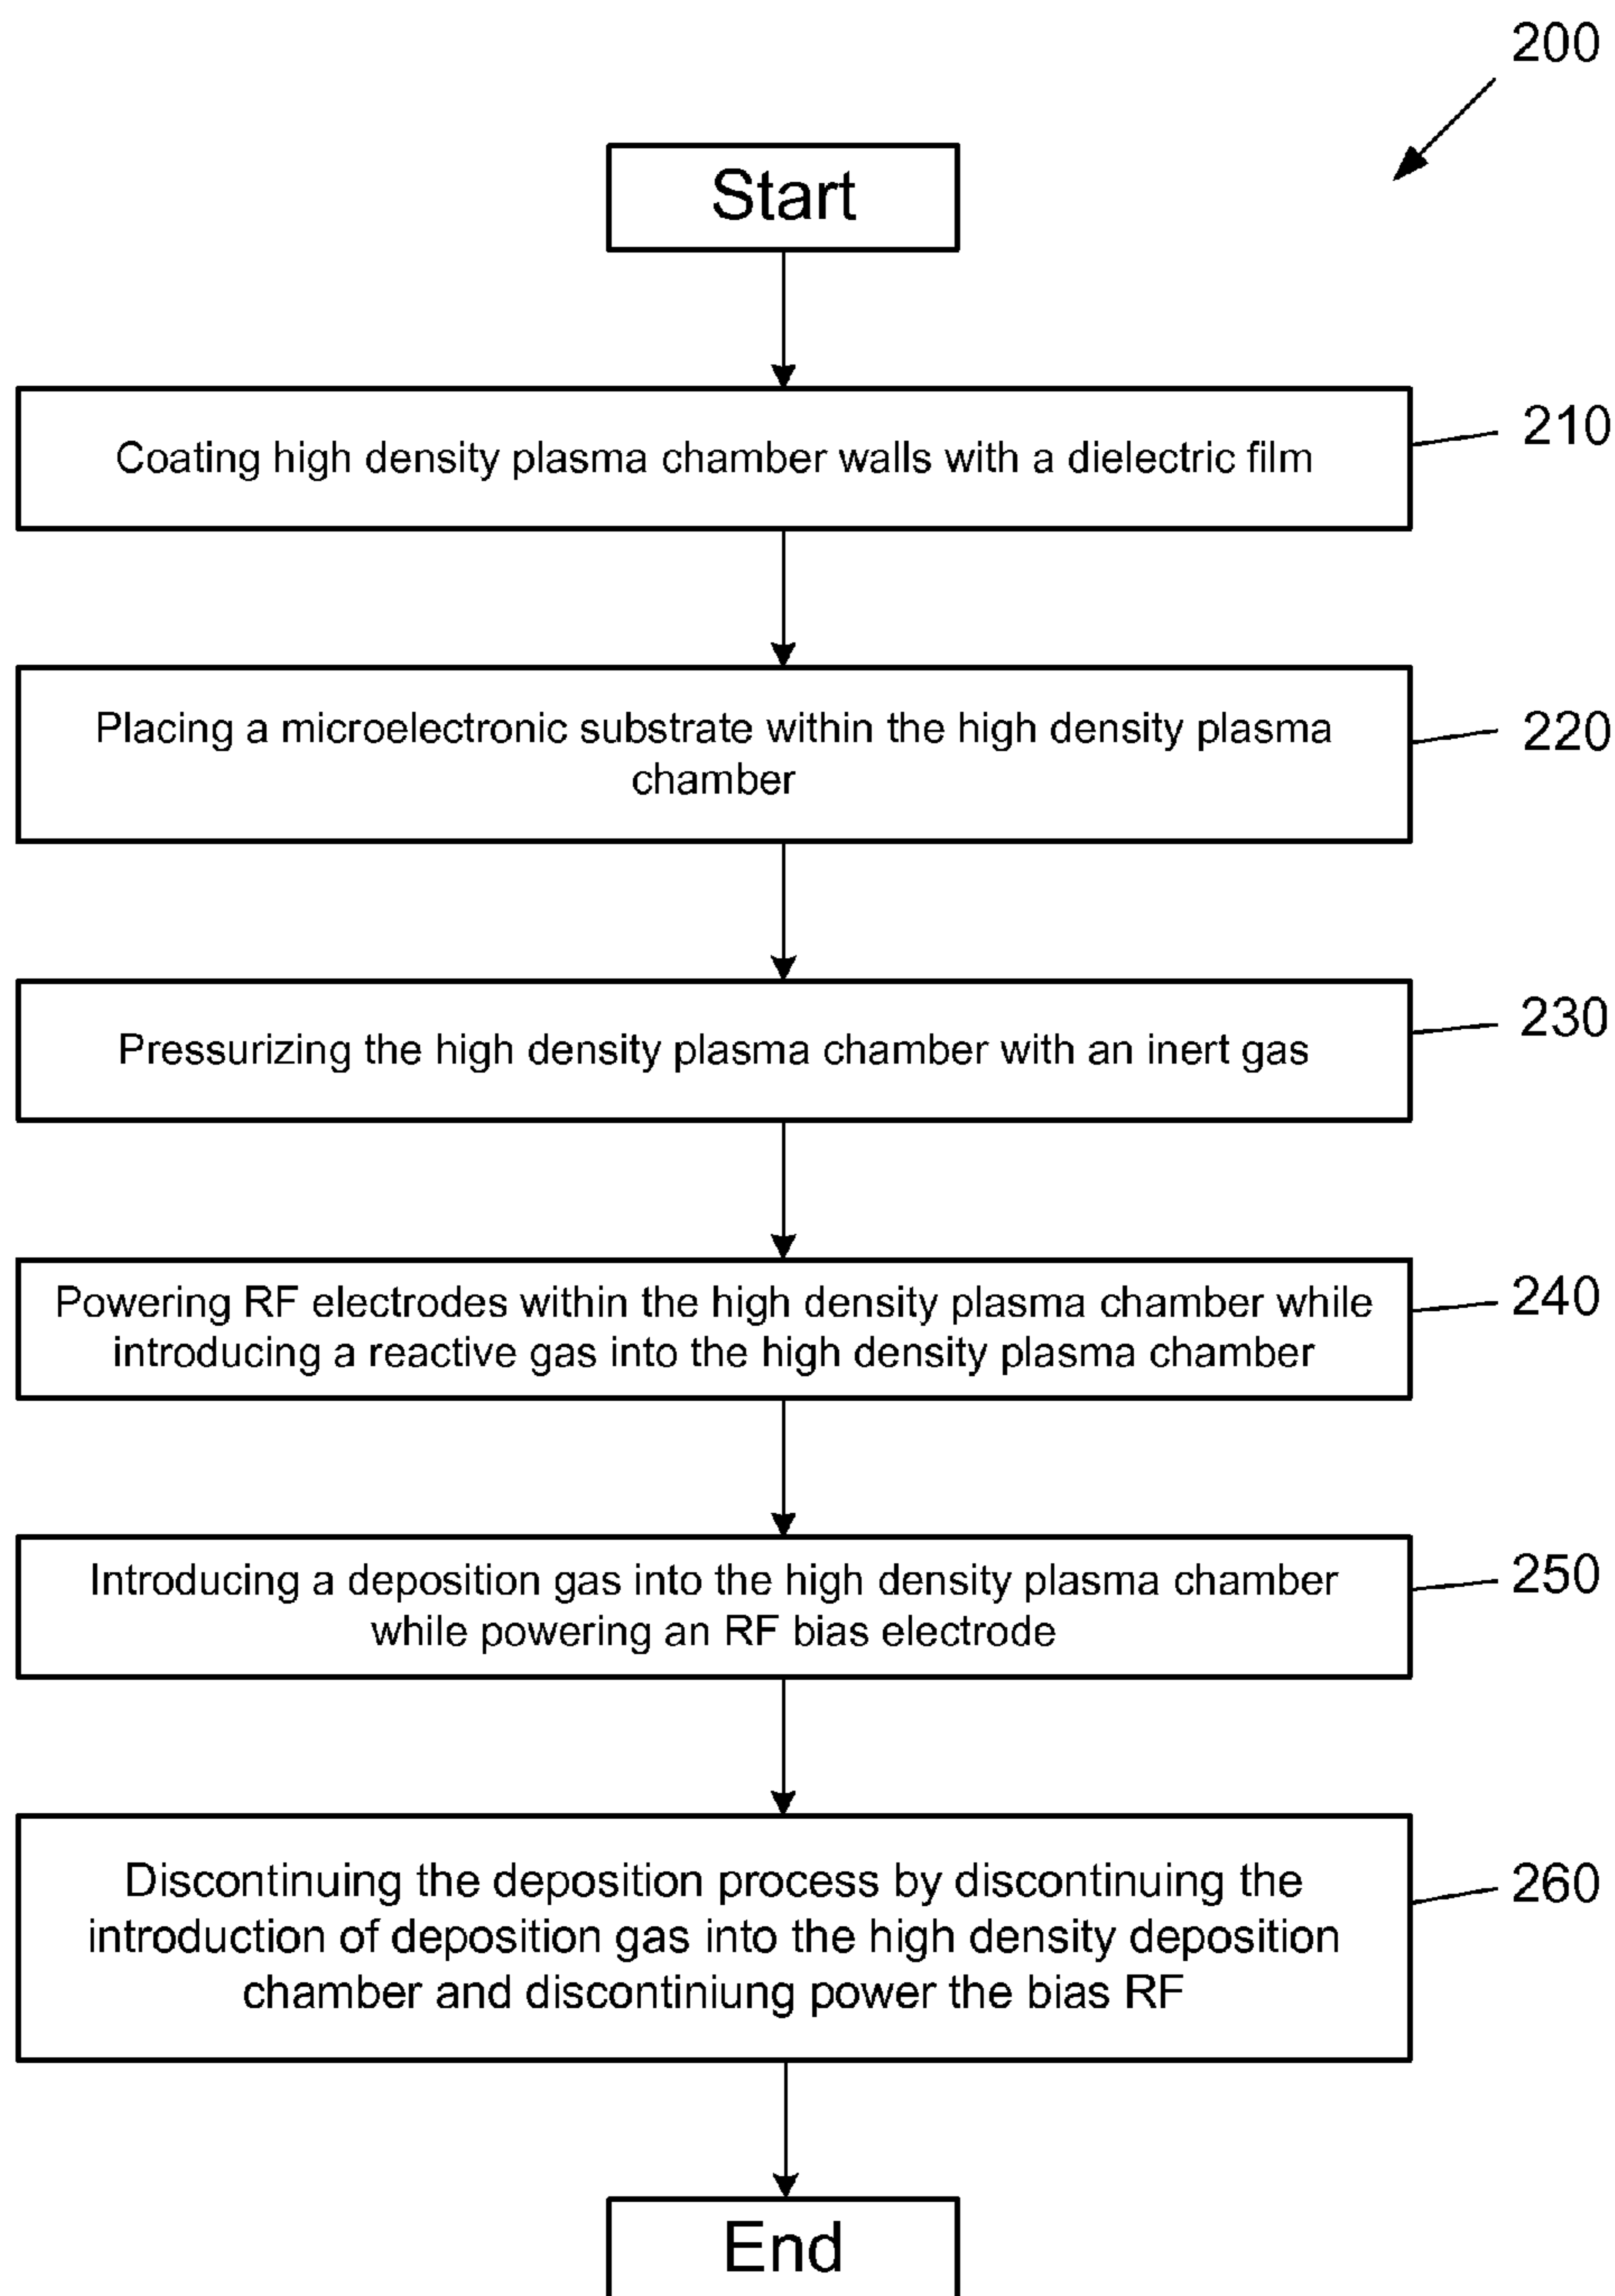 200
Start
Coating high density plasma chamber walls with a dielectric film
210
Placing a microelectronic substrate within the high density plasma
chamber
220
Pressurizing the high density plasma chamber with an inert gas
230
Powering RF electrodes within the high density plasma chamber while
introducing a reactive gas into the high density plasma chamber
240
Introducing a deposition gas into the high density plasma chamber
while powering an RF bias electrode
250
Discontinuing the deposition process by discontinuing the
introduction of deposition gas into the high density deposition
chamber and discontiniung power the bias RF
260
End